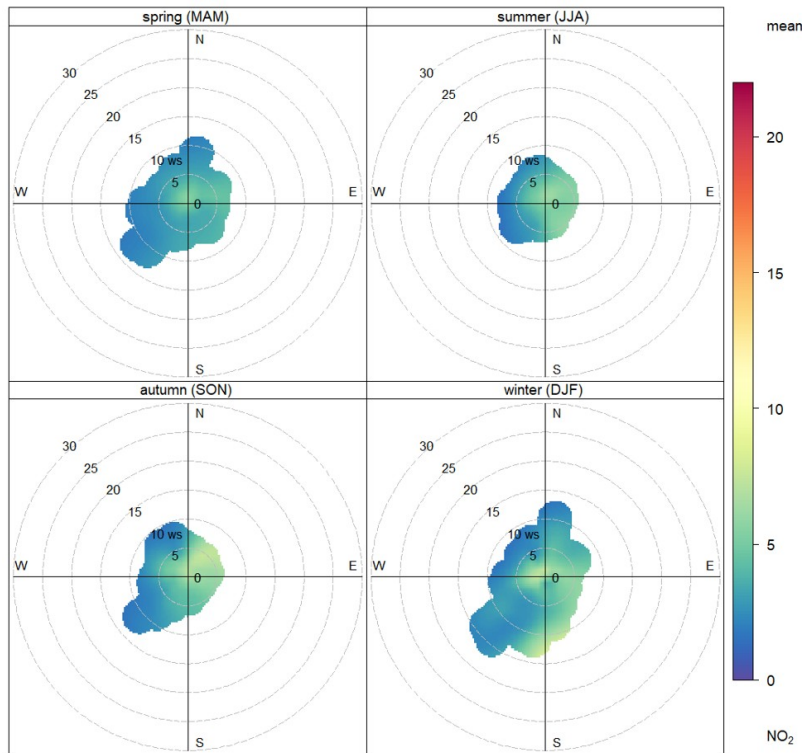 spring (MAM)
N
30
25
20
15
10 ws
5
0
W
E
S
summer (JJA)
N
30
25
20
15
10 ws
5
0
W
E
S
autumn (SON)
N
30
25
20
15
10 ws
5
0
W
E
S
winter (DJF)
N
30
25
20
15
10 ws
5
0
W
E
S
mean
20
15
10
5
0
NO₂